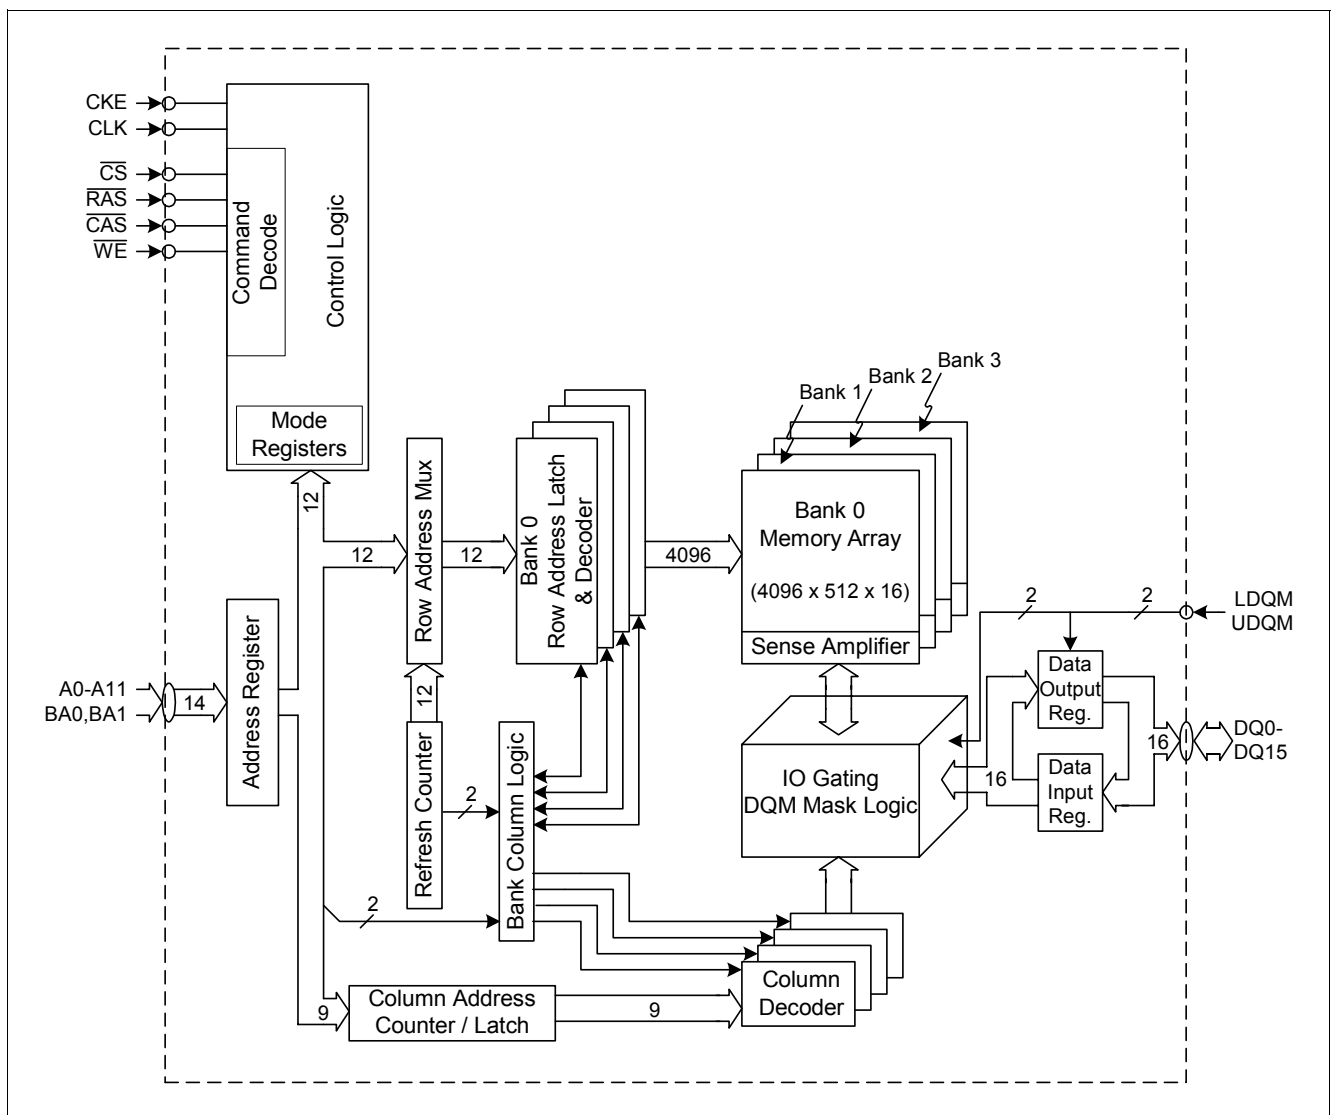 CKE
CLK
CS
RAS
CAS
WE
Command
Decode
Control Logic
Mode
Registers
12
12
Row Address Mux
12
Bank 0
Row Address Latch
& Decoder
4096
Bank 1
Bank 2
Bank 3
Bank 0
Memory Array
(4096 x 512 x 16)
Sense Amplifier
2
2
LDQM
UDQM
A0-A11
BA0,BA1
14
Address Register
12
Refresh Counter
2
Bank Column Logic
2
IO Gating
DQM Mask Logic
16
Data
Output
Reg.
Data
Input
Reg.
16
DQ0-
DQ15
9
Column Address
Counter / Latch
9
Column
Decoder